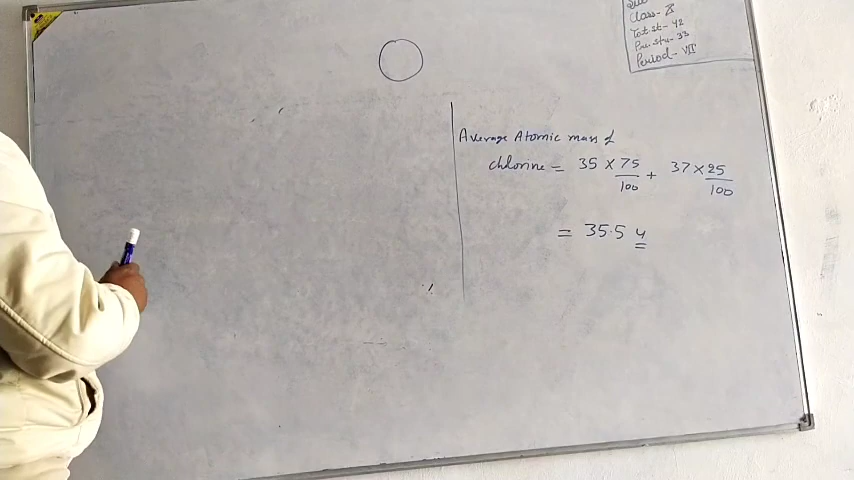 Class- X
Tot. st- 42
Pre. stu- 33
Period- VII
Average Atomic mass of
chlorine = 35 × 75/100 + 37 × 25/100
= 35.5 u